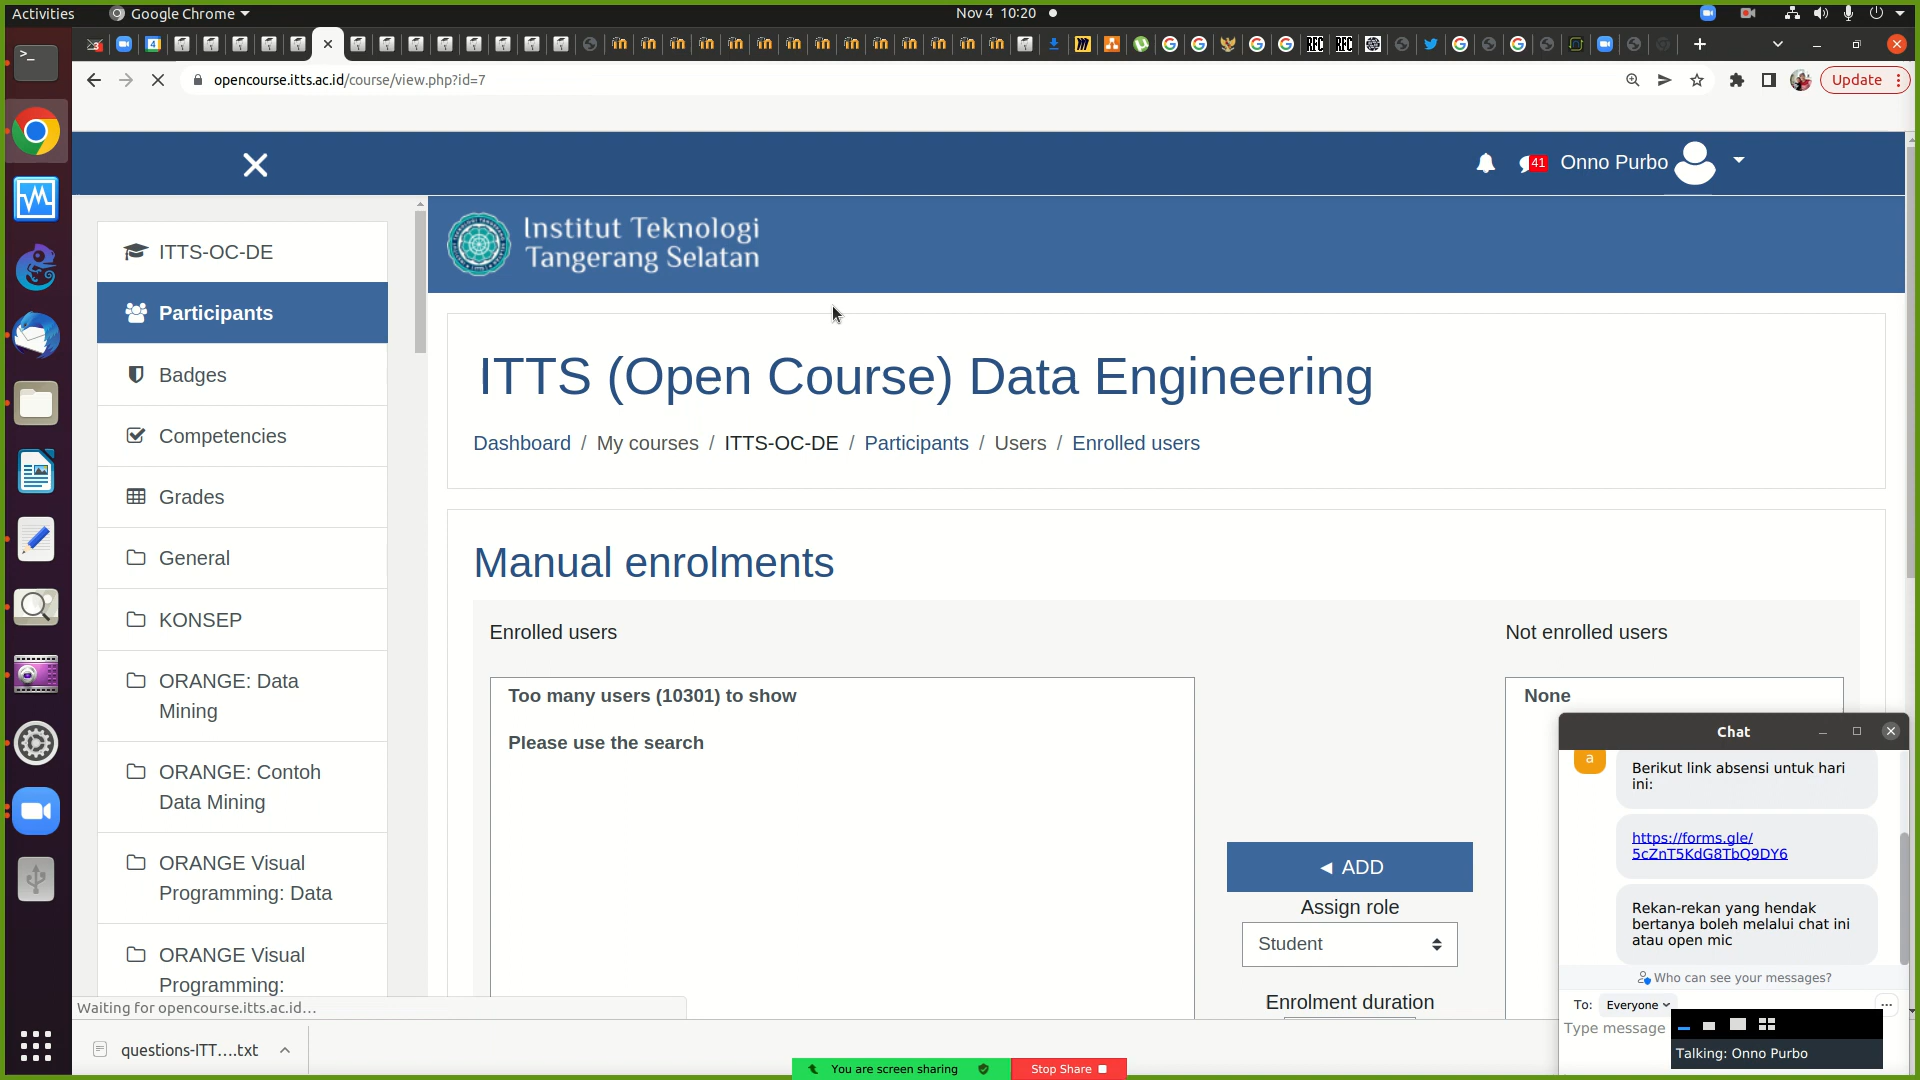 Activities
Google Chrome
Nov 4 10:20
opencourse.itts.ac.id/course/view.php?id=7
Update
41
Onno Purbo
Institut Teknologi
Tangerang Selatan
ITTS-OC-DE
Participants
Badges
Competencies
Grades
General
KONSEP
ORANGE: Data
Mining
ORANGE: Contoh
Data Mining
ORANGE Visual
Programming: Data
ORANGE Visual
Programming:
ITTS (Open Course) Data Engineering
Dashboard / My courses / ITTS-OC-DE / Participants / Users / Enrolled users
Manual enrolments
Enrolled users
Too many users (10301) to show
Please use the search
◄ ADD
Assign role
Student
Enrolment duration
Not enrolled users
None
Chat
a
Berikut link absensi untuk hari
ini:
https://forms.gle/
5cZnT5KdG8TbQ9DY6
Rekan-rekan yang hendak
bertanya boleh melalui chat ini
atau open mic
Who can see your messages?
To: Everyone
Type message
Talking: Onno Purbo
Waiting for opencourse.itts.ac.id...
questions-ITT....txt
You are screen sharing
Stop Share